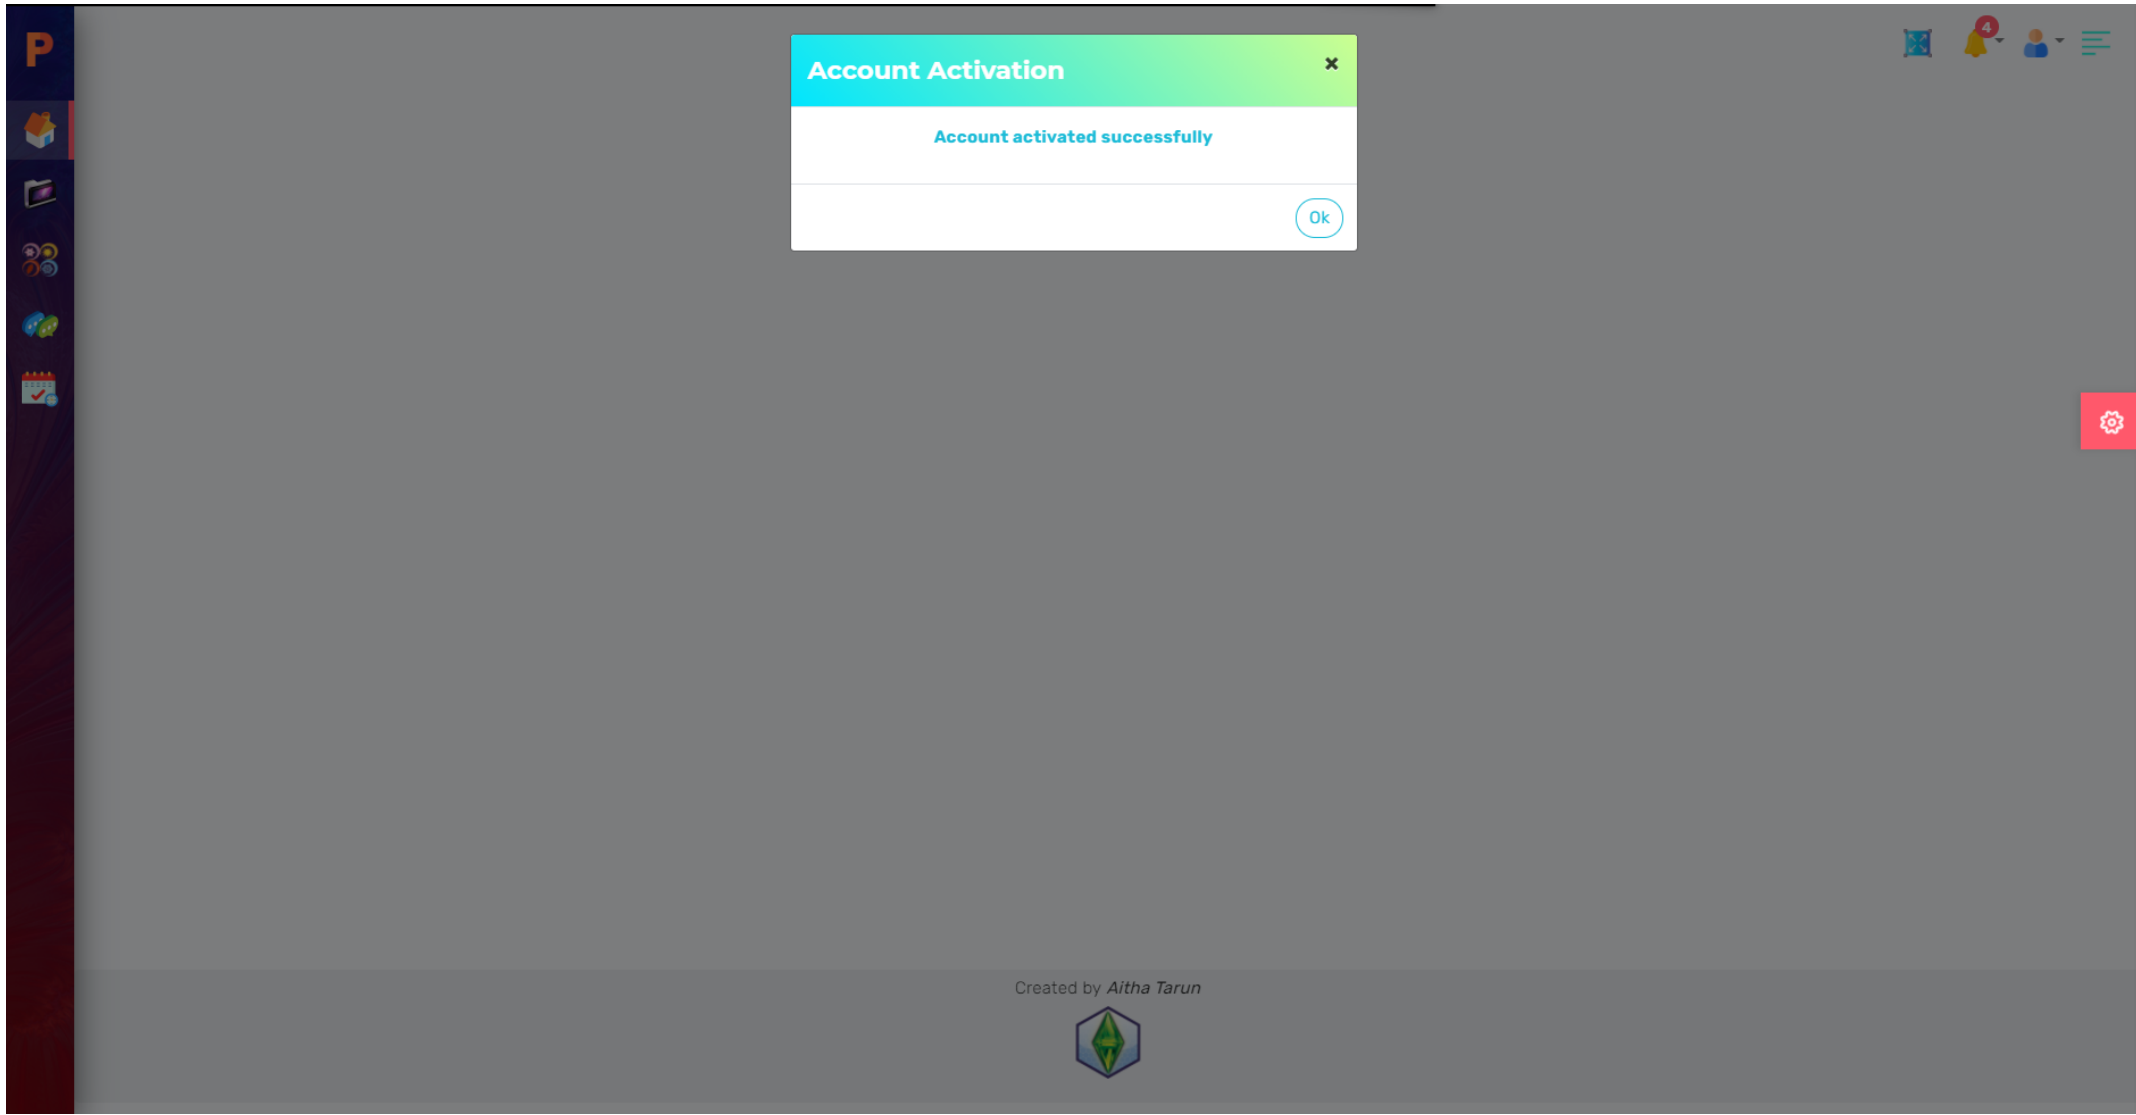 P
4
Account Activation
Account activated successfully
Ok
Created by Aitha Tarun